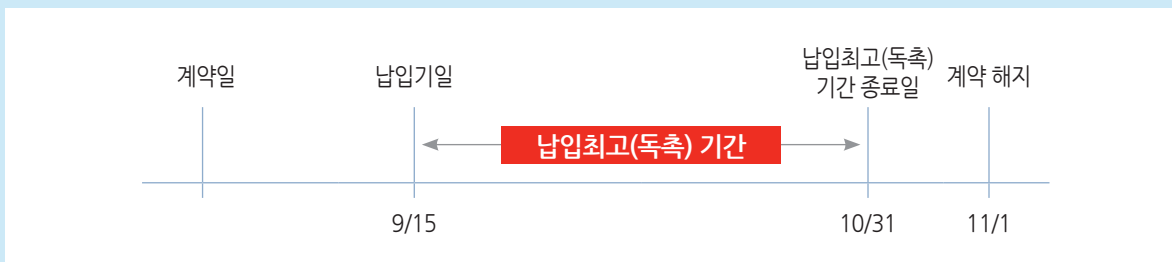 계약일
납입기일
납입최고(독촉)
기간 종료일
계약 해지
납입최고(독촉) 기간
9/15
10/31
11/1